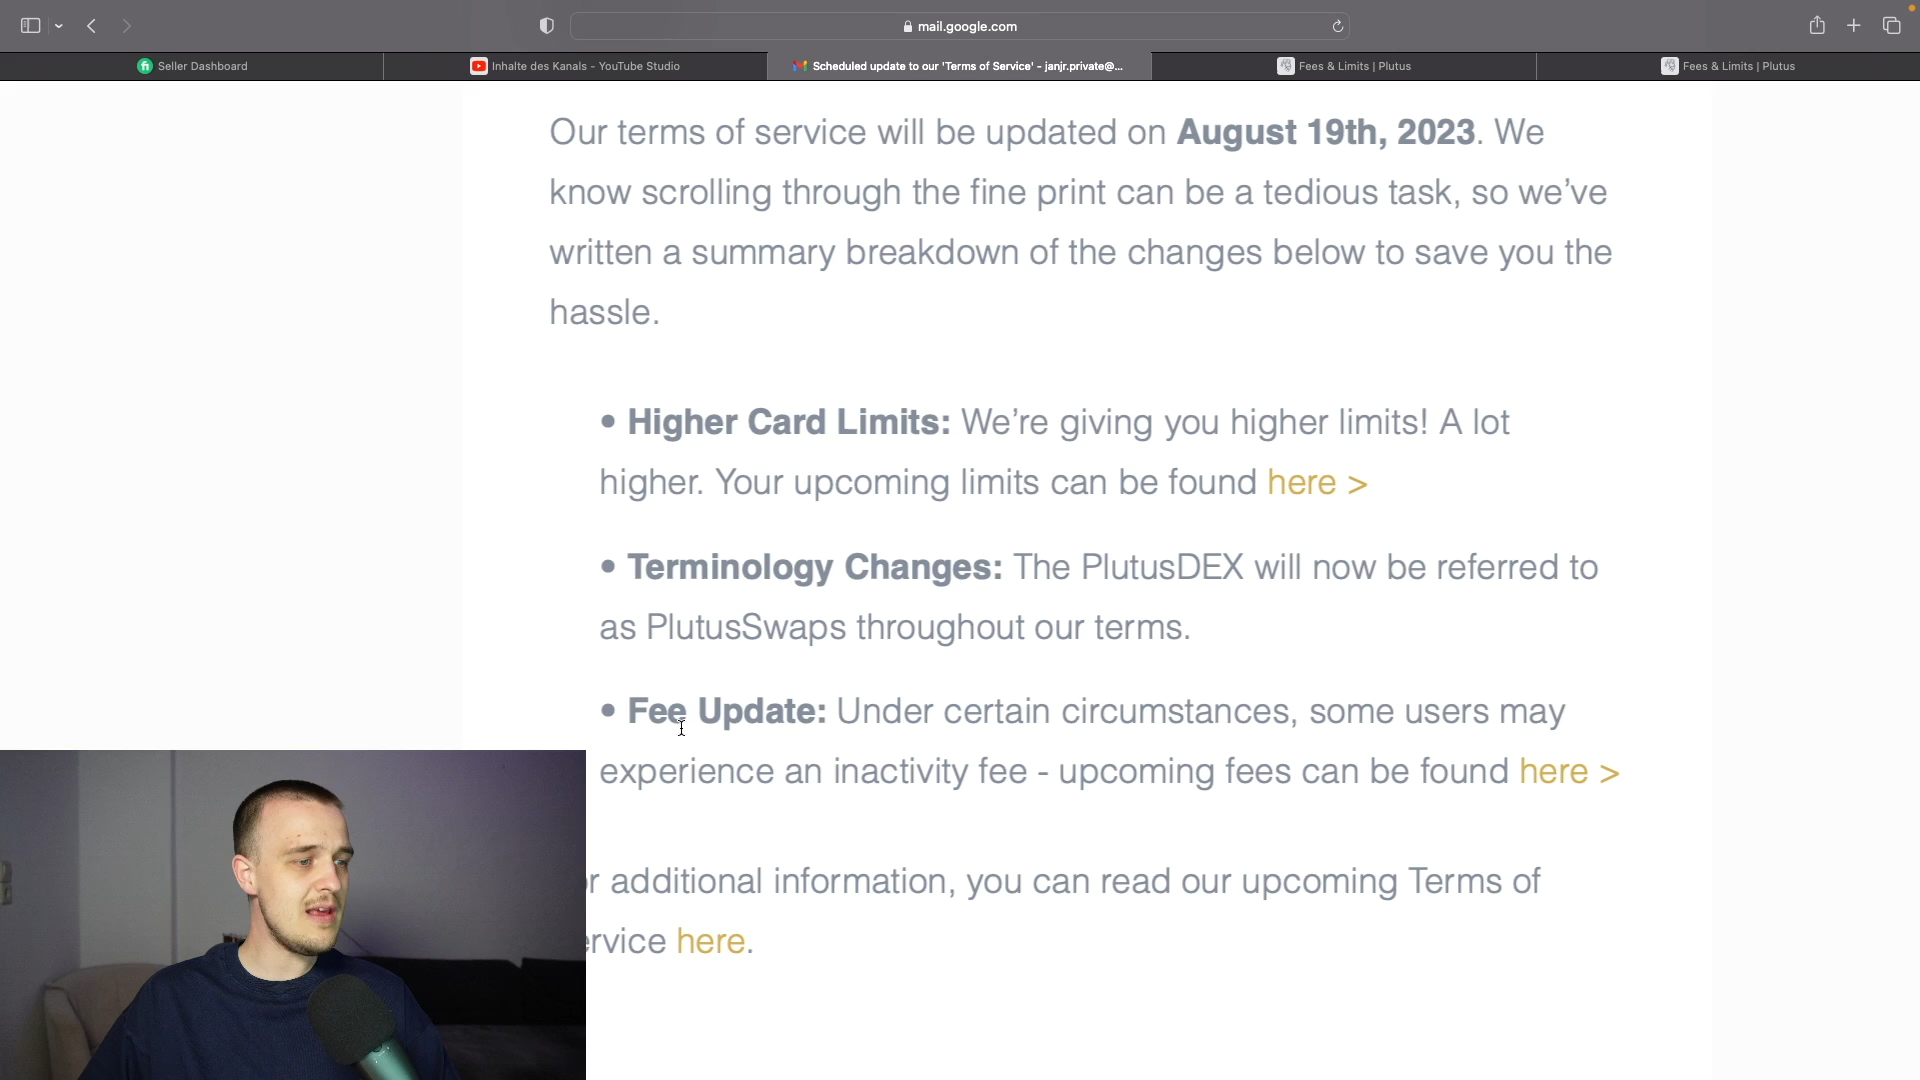 mail.google.com
Seller Dashboard
Inhalte des Kanals - YouTube Studio
Scheduled update to our 'Terms of Service' - janjr.private@...
Fees & Limits | Plutus
Fees & Limits | Plutus
Our terms of service will be updated on August 19th, 2023. We
know scrolling through the fine print can be a tedious task, so we've
written a summary breakdown of the changes below to save you the
hassle.
• Higher Card Limits: We're giving you higher limits! A lot
higher. Your upcoming limits can be found here >
• Terminology Changes: The PlutusDEX will now be referred to
as PlutusSwaps throughout our terms.
• Fee Update: Under certain circumstances, some users may
experience an inactivity fee - upcoming fees can be found here >
r additional information, you can read our upcoming Terms of
ervice here.